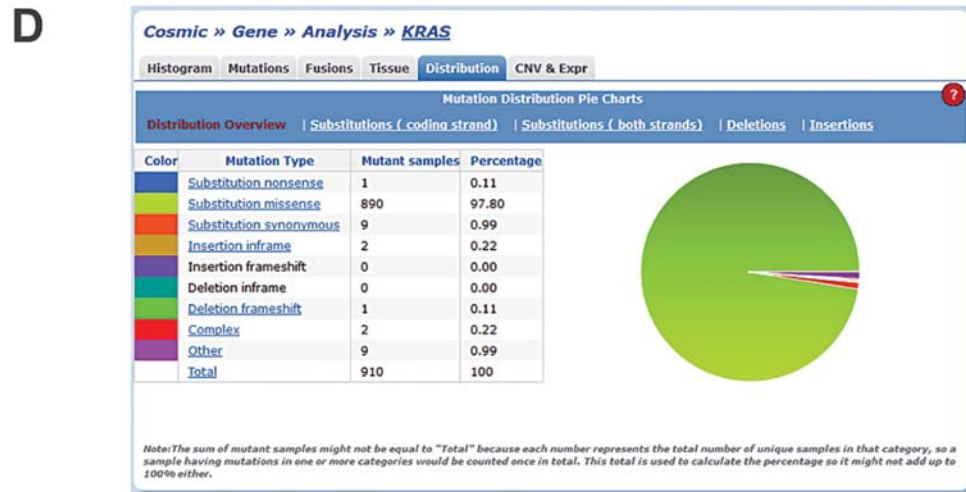 D
Cosmic » Gene » Analysis » KRAS
Histogram Mutations Fusions Tissue Distribution CNV & Expr
Mutation Distribution Pie Charts
?
Distribution Overview | Substitutions ( coding strand) | Substitutions ( both strands) | Deletions | Insertions
Color Mutation Type Mutant samples Percentage
Substitution nonsense 1 0.11
Substitution missense 890 97.80
Substitution synonymous 9 0.99
Insertion inframe 2 0.22
Insertion frameshift 0 0.00
Deletion inframe 0 0.00
Deletion frameshift 1 0.11
Complex 2 0.22
Other 9 0.99
Total 910 100
Note:The sum of mutant samples might not be equal to "Total" because each number represents the total number of unique samples in that category, so a
sample having mutations in one or more categories would be counted once in total. This total is used to calculate the percentage so it might not add up to
100% either.